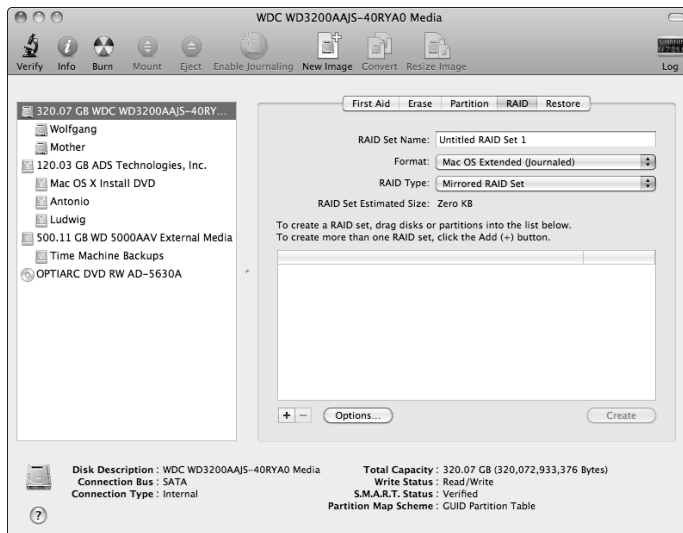 WDC WD3200AAJS-40RYA0 Media
Verify Info Burn Mount Eject Enable Journaling New Image Convert Resize Image Log
320.07 GB WDC WD3200AAJS-40RY...
Wolfgang
Mother
120.03 GB ADS Technologies, Inc.
Mac OS X Install DVD
Antonio
Ludwig
500.11 GB WD 5000AAV External Media
Time Machine Backups
OPTIARC DVD RW AD-5630A
First Aid Erase Partition RAID Restore
RAID Set Name: Untitled RAID Set 1
Format: Mac OS Extended (Journaled)
RAID Type: Mirrored RAID Set
RAID Set Estimated Size: Zero KB
To create a RAID set, drag disks or partitions into the list below.
To create more than one RAID set, click the Add (+) button.
+ − Options... Create
Disk Description : WDC WD3200AAJS-40RYA0 Media
Connection Bus : SATA
Connection Type : Internal
Total Capacity : 320.07 GB (320,072,933,376 Bytes)
Write Status : Read/Write
S.M.A.R.T. Status : Verified
Partition Map Scheme : GUID Partition Table
?